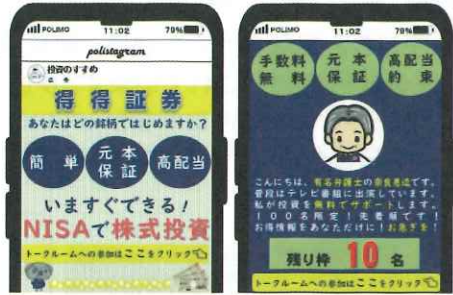 POLIMO 11:02 79%
polistagram
投資のすすめ
得得証券
あなたはどの銘柄ではじめますか?
簡単
元本保証
高配当
いますぐできる!
NISAで株式投資
トークルームへの参加はここをクリック
POLIMO 11:02 79%
手数料無料
元本保証
高配当約束
こんにちは、有名弁護士の奈良是造です。
普段はテレビ番組に出演しています。
私が投資を無料でサポートします。
100名限定!先着順です!
お得情報をあなただけに!お急ぎを!
残り枠 10 名
トークルームへの参加はここをクリック